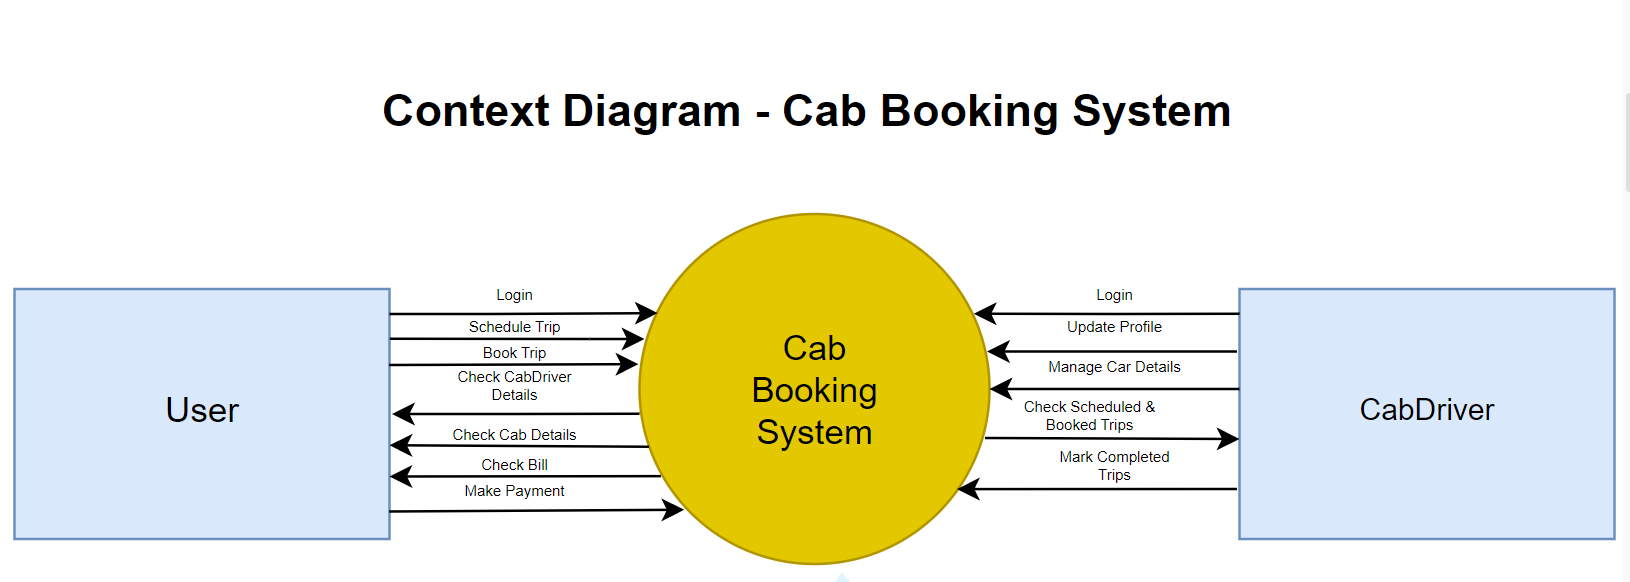 Context Diagram - Cab Booking System
Login
Schedule Trip
Book Trip
Check CabDriver
Details
Check Cab Details
Check Bill
Make Payment
User
Cab
Booking
System
Login
Update Profile
Manage Car Details
Check Scheduled &
Booked Trips
Mark Completed
Trips
CabDriver